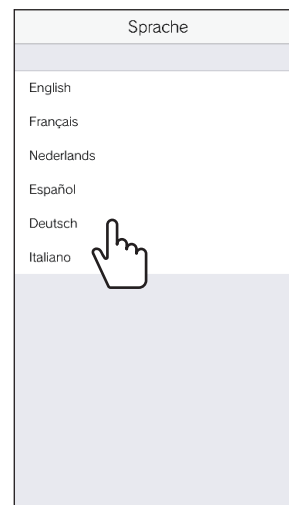 Sprache
English
Français
Nederlands
Español
Deutsch
Italiano